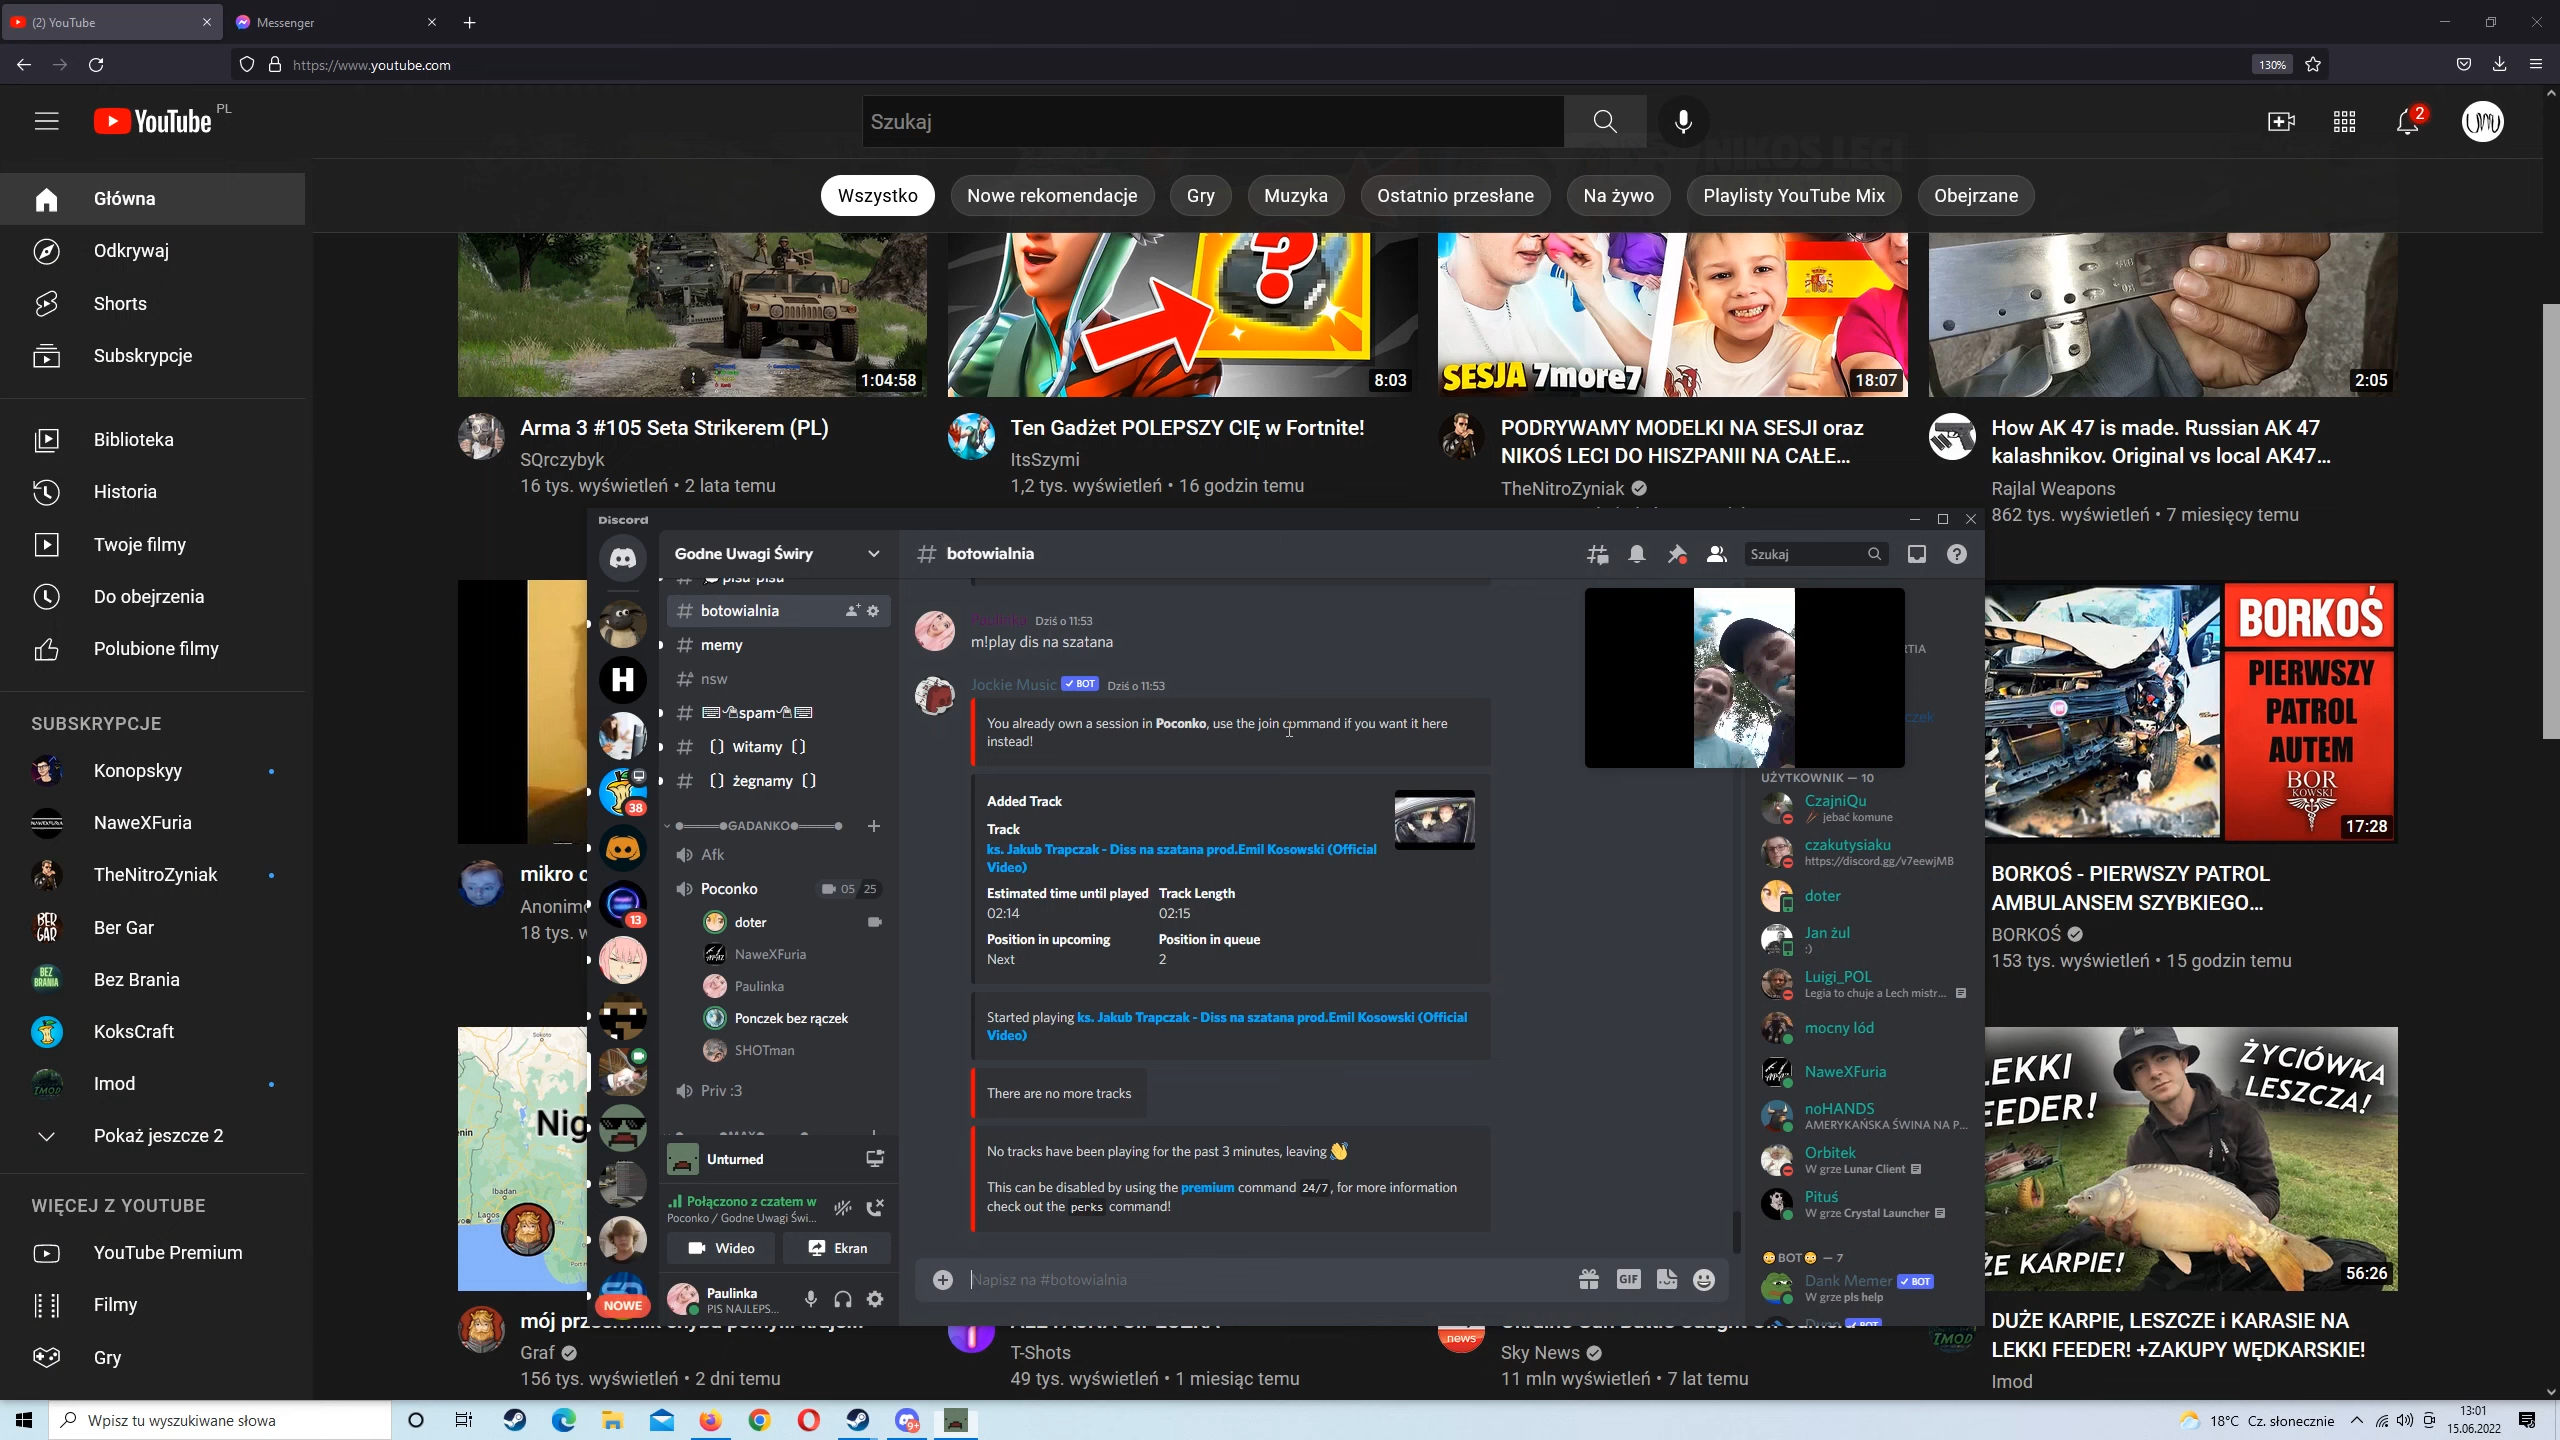 (2) YouTube
Messenger
https://www.youtube.com
130%
YouTube PL
Szukaj
2
Wszystko
Nowe rekomendacje
Gry
Muzyka
Ostatnio przesłane
Na żywo
Playlisty YouTube Mix
Obejrzane
Główna
Odkrywaj
Shorts
Subskrypcje
Biblioteka
Historia
Twoje filmy
Do obejrzenia
Polubione filmy
SUBSKRYPCJE
Konopskyy
NaweXFuria
TheNitroZyniak
Ber Gar
Bez Brania
KoksCraft
Imod
Pokaż jeszcze 2
WIĘCEJ Z YOUTUBE
YouTube Premium
Filmy
Gry
1:04:58
Arma 3 #105 Seta Strikerem (PL)
SQrczybyk
16 tys. wyświetleń • 2 lata temu
8:03
Ten Gadżet POLEPSZY CIĘ w Fortnite!
ItsSzymi
1,2 tys. wyświetleń • 16 godzin temu
SESJA 7more7
18:07
PODRYWAMY MODELKI NA SESJI oraz
NIKOŚ LECI DO HISZPANII NA CAŁE...
TheNitroZyniak
2:05
How AK 47 is made. Russian AK 47
kalashnikov. Original vs local AK47...
Rajlal Weapons
862 tys. wyświetleń • 7 miesięcy temu
Discord
Godne Uwagi Świry
# pisu-pisu
# botowialnia
# memy
# nsw
# spam
# Witamy
# żegnamy
GADANKO
Afk
Poconko
05 25
doter
NaweXFuria
Paulinka
Ponczek bez rączek
SHOTman
Priv :3
Unturned
Połączono z czatem w
Poconko / Godne Uwagi Świ...
Wideo
Ekran
Paulinka
PIS NAJLEPS...
38
13
NOWE
# botowialnia
Szukaj
Paulinka Dziś o 11:53
m!play dis na szatana
Jockie Music BOT Dziś o 11:53
You already own a session in Poconko, use the join command if you want it here
instead!
Added Track
Track
ks. Jakub Trapczak - Diss na szatana prod.Emil Kosowski (Official
Video)
Estimated time until played Track Length
02:14 02:15
Position in upcoming Position in queue
Next 2
Started playing ks. Jakub Trapczak - Diss na szatana prod.Emil Kosowski (Official
Video)
There are no more tracks
No tracks have been playing for the past 3 minutes, leaving
This can be disabled by using the premium command 24/7, for more information
check out the perks command!
Napisz na #botowialnia
GIF
UŻYTKOWNIK — 10
CzajniQu
jebać komune
czakutysiaku
https://discord.gg/v7eewjMB
doter
Jan żul
:)
Luigi_POL
Legia to chuje a Lech mistr...
mocny lód
NaweXFuria
noHANDS
AMERYKAŃSKA ŚWINA NA P...
Orbitek
W grze Lunar Client
Pituś
W grze Crystal Launcher
BOT — 7
Dank Memer BOT
W grze pls help
BORKOŚ
PIERWSZY
PATROL
AUTEM
BOR
KOWSKI
17:28
BORKOŚ - PIERWSZY PATROL
AMBULANSEM SZYBKIEGO...
BORKOŚ
153 tys. wyświetleń • 15 godzin temu
mikro
18 tys.
Nig
Ibadan
Lagos
Graf
156 tys. wyświetleń • 2 dni temu
T-Shots
49 tys. wyświetleń • 1 miesiąc temu
news
Sky News
11 mln wyświetleń • 7 lat temu
ŻYCIÓWKA
LESZCZA!
KARPIE!
56:26
DUŻE KARPIE, LESZCZE i KARASIE NA
LEKKI FEEDER! +ZAKUPY WĘDKARSKIE!
Imod
Wpisz tu wyszukiwane słowa
18°C Cz. słonecznie
13:01
15.06.2022